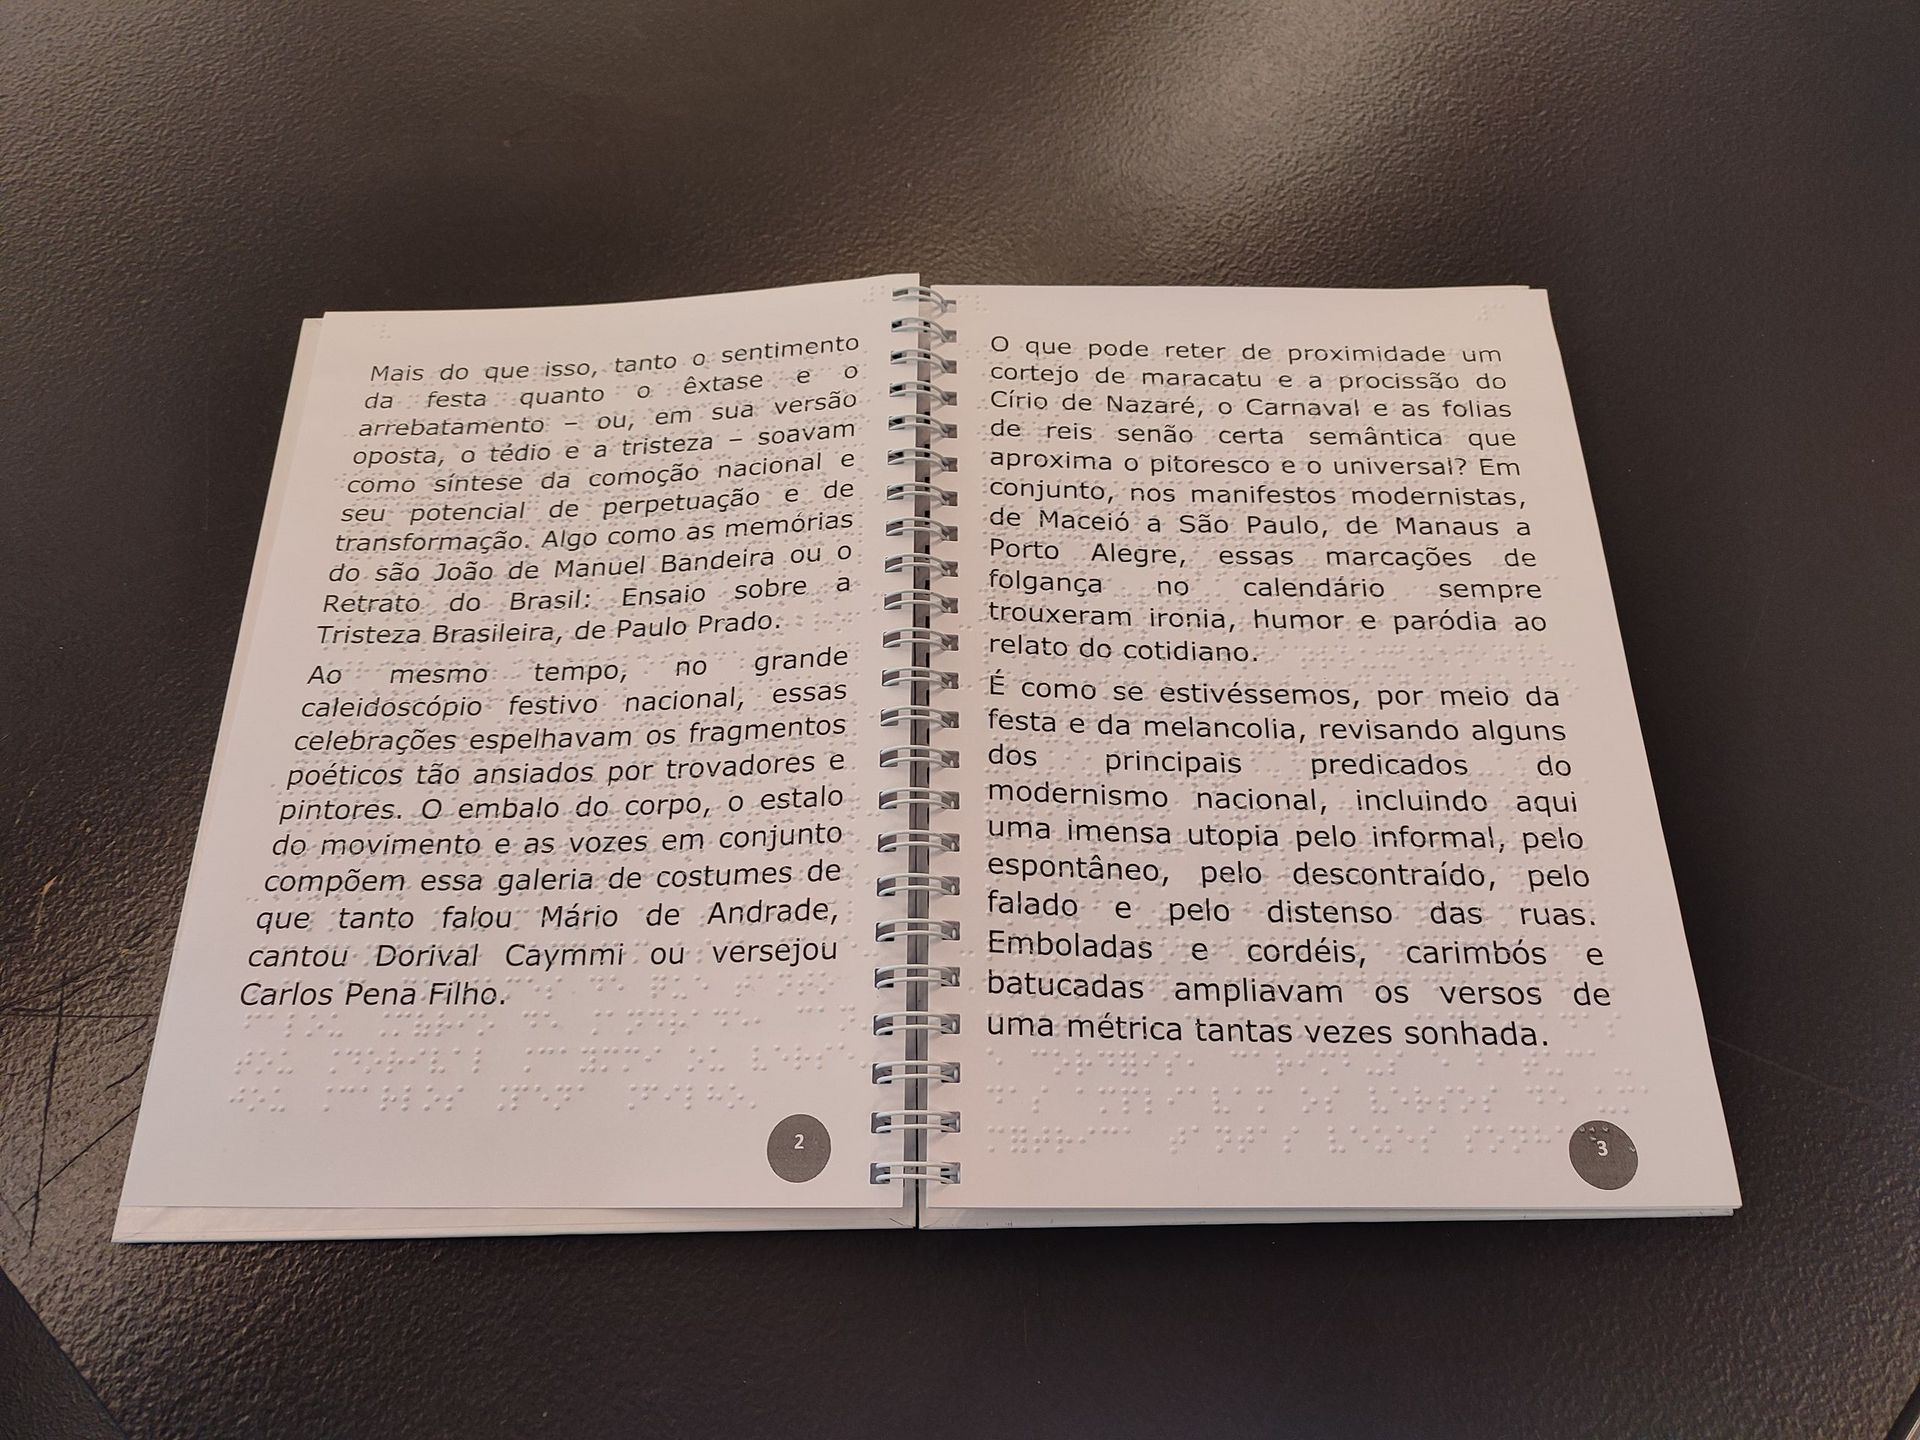 Mais do que isso, tanto o sentimento
da festa quanto o êxtase e o
arrebatamento – ou, em sua versão
oposta, o tédio e a tristeza – soavam
como síntese da comoção nacional e
seu potencial de perpetuação e de
transformação. Algo como as memórias
do são João de Manuel Bandeira ou o
Retrato do Brasil: Ensaio sobre a
Tristeza Brasileira, de Paulo Prado.
Ao mesmo tempo, no grande
caleidoscópio festivo nacional, essas
celebrações espelhavam os fragmentos
poéticos tão ansiados por trovadores e
pintores. O embalo do corpo, o estalo
do movimento e as vozes em conjunto
compõem essa galeria de costumes de
que tanto falou Mário de Andrade,
cantou Dorival Caymmi ou versejou
Carlos Pena Filho.
2
O que pode reter de proximidade um
cortejo de maracatu e a procissão do
Círio de Nazaré, o Carnaval e as folias
de reis senão certa semântica que
aproxima o pitoresco e o universal? Em
conjunto, nos manifestos modernistas,
de Maceió a São Paulo, de Manaus a
Porto Alegre, essas marcações de
folgança no calendário sempre
trouxeram ironia, humor e paródia ao
relato do cotidiano.
É como se estivéssemos, por meio da
festa e da melancolia, revisando alguns
dos principais predicados do
modernismo nacional, incluindo aqui
uma imensa utopia pelo informal, pelo
espontâneo, pelo descontraído, pelo
falado e pelo distenso das ruas.
Emboladas e cordéis, carimbós e
batucadas ampliavam os versos de
uma métrica tantas vezes sonhada.
3